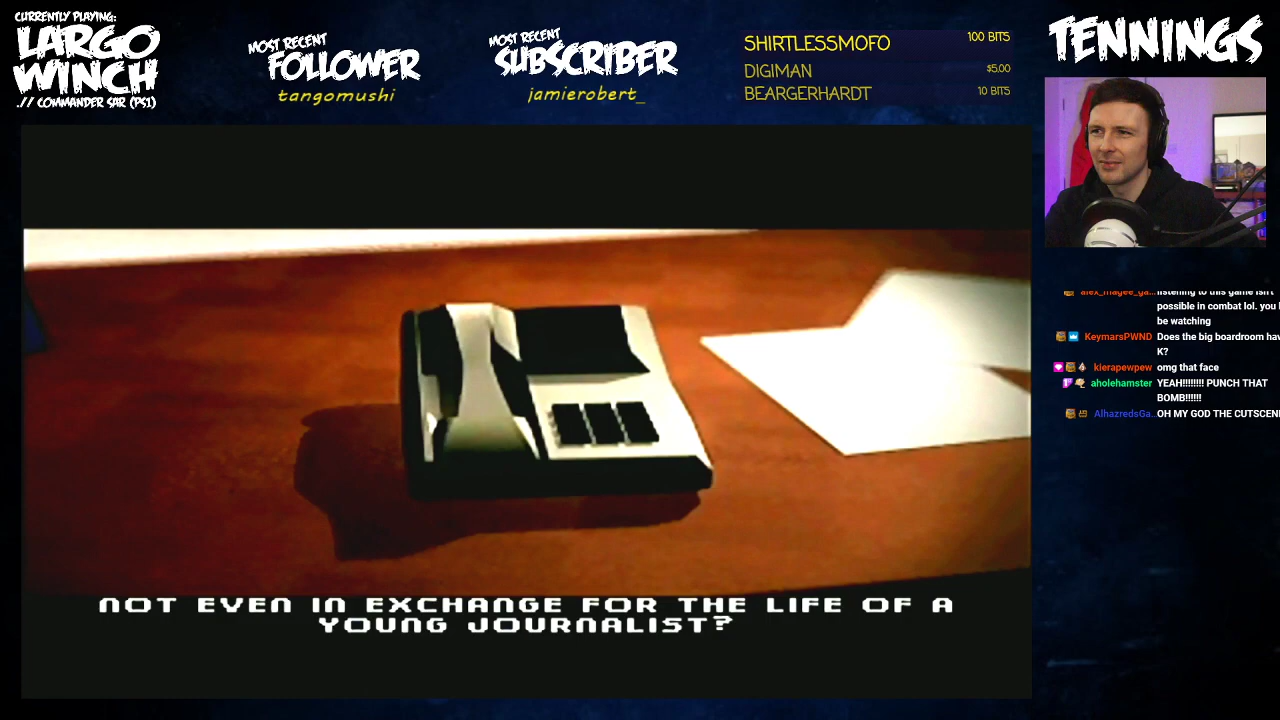 CURRENTLY PLAYING:
LARGO
WINCH
.// COMMANDER SAR (PS1)
MOST RECENT
FOLLOWER
tangomushi
MOST RECENT
SUBSCRIBER
jamierobert_
SHIRTLESSMOFO 100 BITS
DIGIMAN $5.00
BEARGERHARDT 10 BITS
TENNINGS
alex_magee_ga... listening to this game isn't
possible in combat lol. you
be watching
KeymarsPWND Does the big boardroom hav
K?
kierapewpew omg that face
aholehamster YEAH!!!!!!!! PUNCH THAT
BOMB!!!!!!
AlhazredsGa... OH MY GOD THE CUTSCEN
NOT EVEN IN EXCHANGE FOR THE LIFE OF A
YOUNG JOURNALIST?